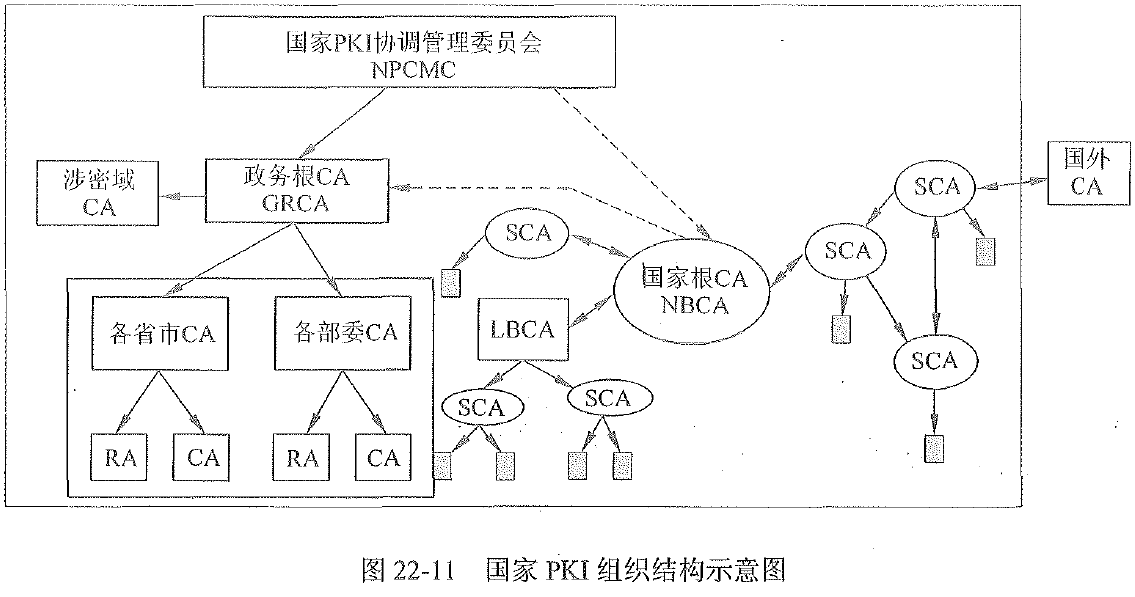 国家PKI协调管理委员会
NPCMC
涉密域
CA
政务根CA
GRCA
国外
CA
SCA
SCA
SCA
国家根CA
NBCA
各省市CA
各部委CA
LBCA
SCA
SCA
SCA
RA
CA
RA
CA
图 22-11 国家 PKI 组织结构示意图